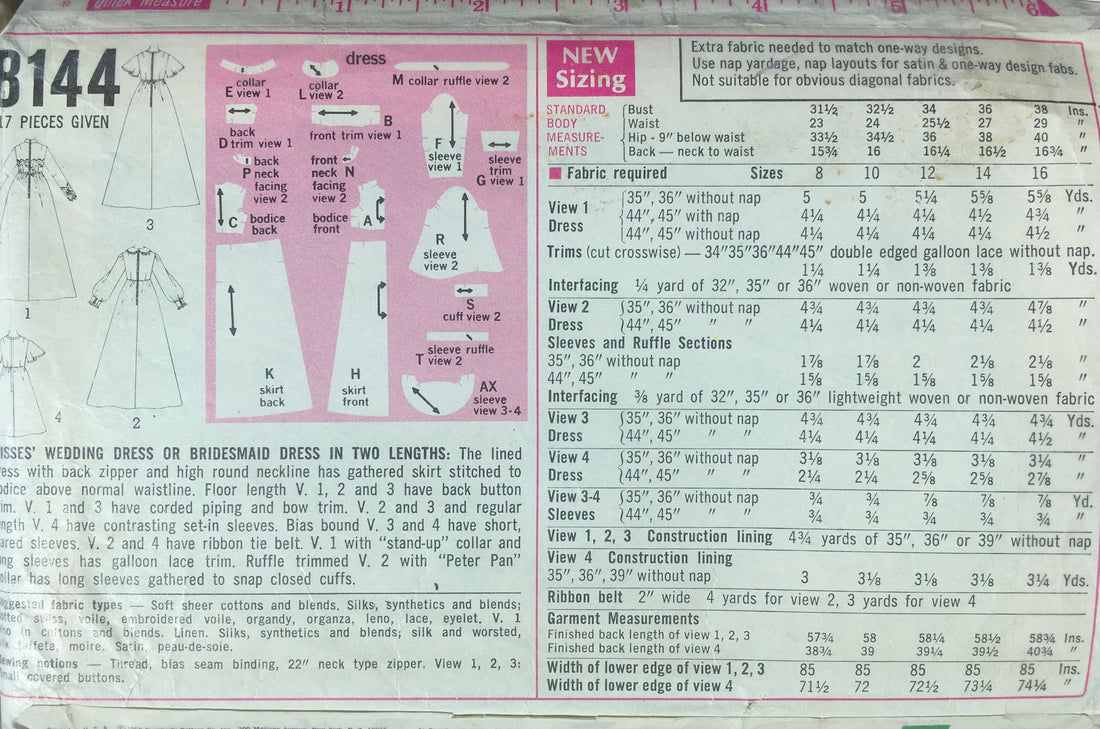 Quick Measure 1 2 3 4 5 6
8144
17 PIECES GIVEN
1
2
3
4
dress
collar
E view 1
collar
L view 2
M collar ruffle view 2
back
D trim view 1
B
front trim view 1
F
sleeve
view 1
sleeve
trim
G view 1
back
P neck
facing
view 2
front
neck N
facing
view 2
C bodice
back
bodice A
front
R
sleeve
view 2
S
cuff view 2
sleeve ruffle
T view 2
K
skirt
back
H
skirt
front
AX
sleeve
view 3-4
ISSES' WEDDING DRESS OR BRIDESMAID DRESS IN TWO LENGTHS: The lined
ess with back zipper and high round neckline has gathered skirt stitched to
odice above normal waistline. Floor length V. 1, 2 and 3 have back button
im. V. 1 and 3 have corded piping and bow trim. V. 2 and 3 and regular
ngth V. 4 have contrasting set-in sleeves. Bias bound V. 3 and 4 have short,
ared sleeves. V. 2 and 4 have ribbon tie belt. V. 1 with "stand-up" collar and
ng sleeves has galloon lace trim. Ruffle trimmed V. 2 with "Peter Pan"
ollar has long sleeves gathered to snap closed cuffs.
uggested fabric types — Soft sheer cottons and blends. Silks, synthetics and blends;
otted swiss, voile, embroidered voile, organdy, organza, leno, lace, eyelet. V. 1
no in cottons and blends. Linen. Silks, synthetics and blends; silk and worsted,
taffeta, moire. Satin, peau-de-soie.
ewing notions — Thread, bias seam binding, 22" neck type zipper. View 1, 2, 3:
mall covered buttons.
NEW
Sizing
Extra fabric needed to match one-way designs.
Use nap yardage, nap layouts for satin & one-way design fabs.
Not suitable for obvious diagonal fabrics.
STANDARD Bust 31½ 32½ 34 36 38 Ins.
BODY Waist 23 24 25½ 27 29 "
MEASURE- Hip - 9" below waist 33½ 34½ 36 38 40 "
MENTS Back — neck to waist 15¾ 16 16¼ 16½ 16¾ "
Fabric required Sizes 8 10 12 14 16
View 1 35", 36" without nap 5 5 5¼ 5⅝ 5⅝ Yds.
Dress 44", 45" with nap 4¼ 4¼ 4¼ 4½ 4¾ "
44", 45" without nap 4¼ 4¼ 4¼ 4¼ 4½ "
Trims (cut crosswise) — 34"35"36"44"45" double edged galloon lace without nap.
1¼ 1¼ 1⅜ 1⅜ 1⅜ Yds.
Interfacing ¼ yard of 32", 35" or 36" woven or non-woven fabric
View 2 35", 36" without nap 4¾ 4¾ 4¾ 4¾ 4⅞ "
Dress 44", 45" " " 4¼ 4¼ 4¼ 4¼ 4½ "
Sleeves and Ruffle Sections
35", 36" without nap 1⅞ 1⅞ 2 2⅛ 2⅛ "
44", 45" " " 1⅝ 1⅝ 1⅝ 1⅝ 1⅝ "
Interfacing ⅜ yard of 32", 35" or 36" lightweight woven or non-woven fabric
View 3 35", 36" without nap 4¾ 4¾ 4¾ 4¾ 4¾ Yds.
Dress 44", 45" " " 4¼ 4¼ 4¼ 4¼ 4½ "
View 4 35", 36" without nap 3⅛ 3⅛ 3⅛ 3⅛ 3¼ "
Dress 44", 45" " " 2¼ 2¼ 2⅝ 2⅝ 2⅞ "
View 3-4 35", 36" without nap ¾ ¾ ⅞ ⅞ ⅞ Yd.
Sleeves 44", 45" " " ¾ ¾ ¾ ¾ ¾ "
View 1, 2, 3 Construction lining 4¾ yards of 35", 36" or 39" without nap
View 4 Construction lining
35", 36", 39" without nap 3 3⅛ 3⅛ 3⅛ 3¼ Yds.
Ribbon belt 2" wide 4 yards for view 2, 3 yards for view 4
Garment Measurements
Finished back length of view 1, 2, 3 57¾ 58 58¼ 58½ 58¾ Ins.
Finished back length of view 4 38¾ 39 39¼ 39½ 40¾ "
Width of lower edge of view 1, 2, 3 85 85 85 85 85 Ins.
Width of lower edge of view 4 71½ 72 72½ 73¼ 74¼ "